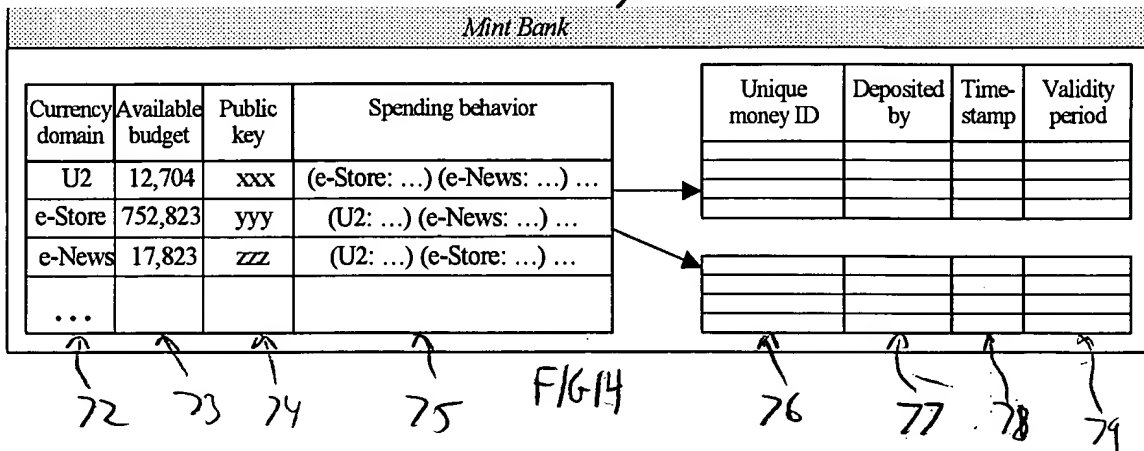 Mint Bank
Currency domain Available budget Public key Spending behavior
U2 12,704 xxx (e-Store: ...) (e-News: ...) ...
e-Store 752,823 yyy (U2: ...) (e-News: ...) ...
e-News 17,823 zzz (U2: ...) (e-Store: ...) ...
...
Unique money ID Deposited by Time-stamp Validity period
72 73 74 75 76 77 78 79
FIG 14